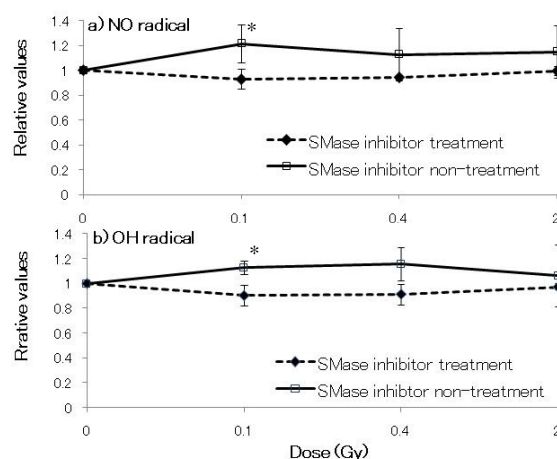 a) NO radical
*
1.4
1.2
1
0.8
0.6
0.4
0.2
0
Relative values
SMase inhibitor treatment
SMase inhibitor non-treatment
0
0.1
0.4
2
b) OH radical
*
1.4
1.2
1
0.8
0.6
0.4
0.2
0
Rrative values
SMase inhibitor treatment
SMase inhibtor non-treatment
0
0.1
0.4
2
Dose (Gy)